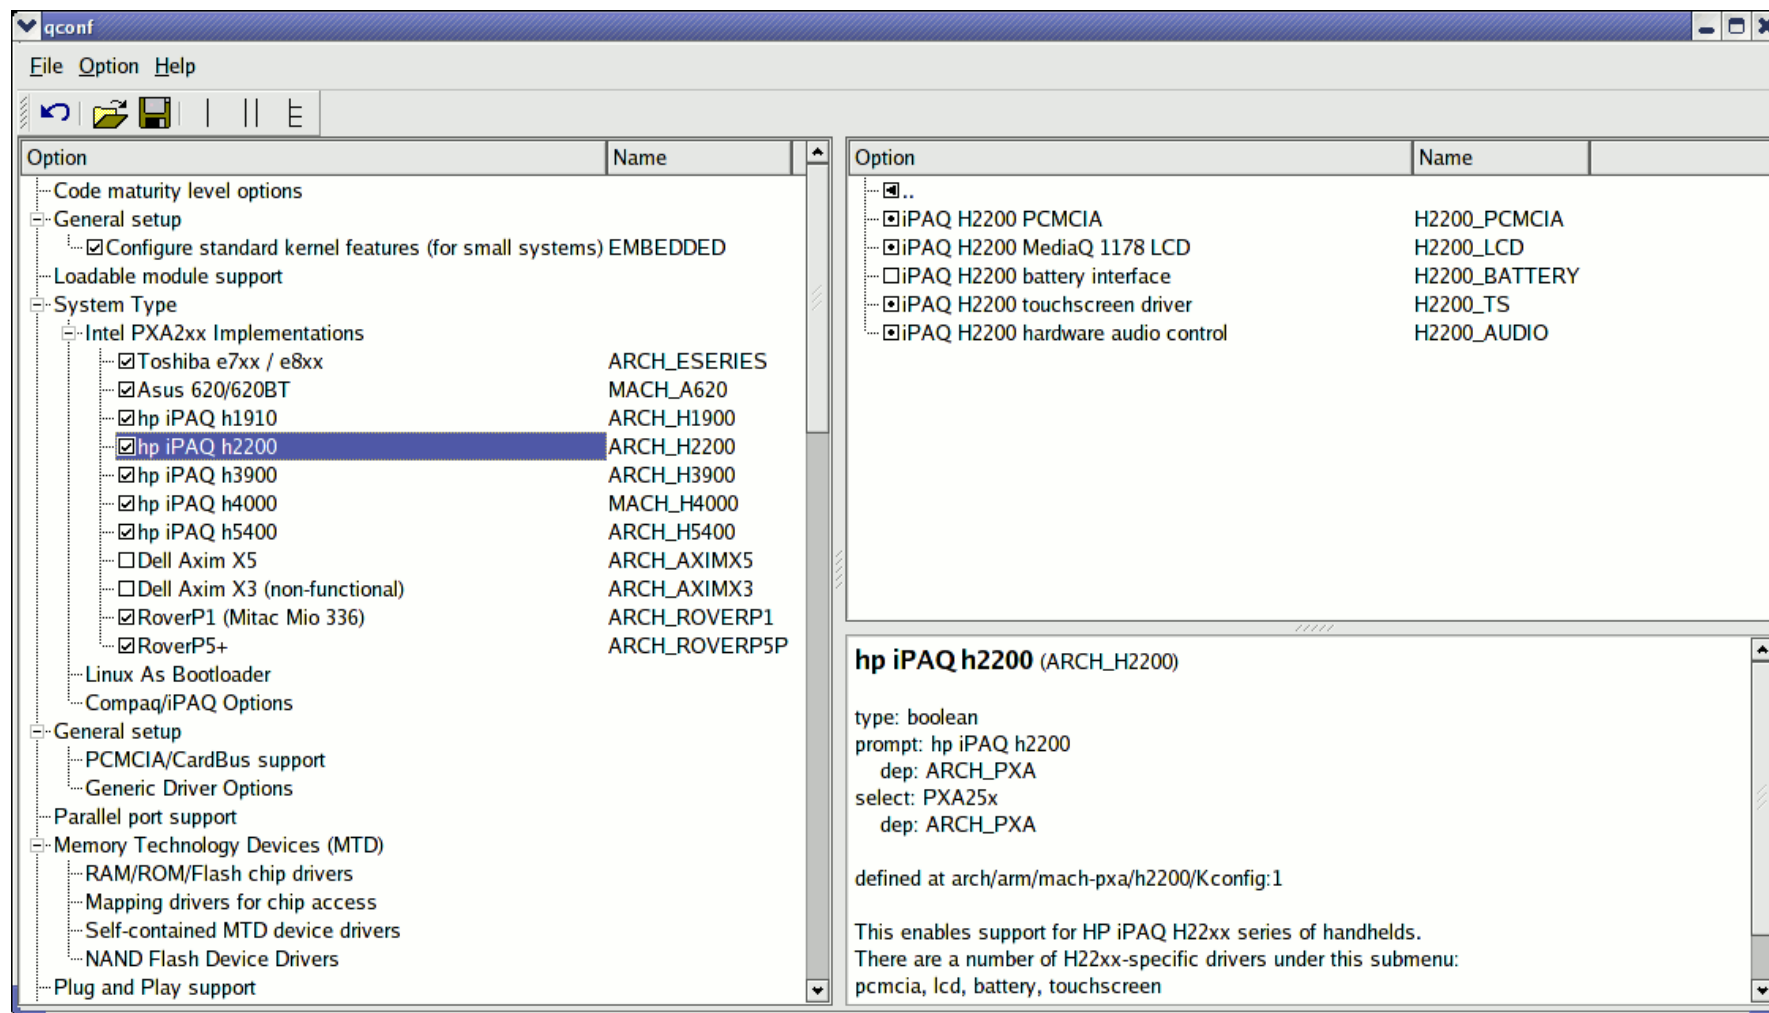 qconf
File Option Help
Option Name
Code maturity level options
General setup
Configure standard kernel features (for small systems) EMBEDDED
Loadable module support
System Type
Intel PXA2xx Implementations
Toshiba e7xx / e8xx ARCH_ESERIES
Asus 620/620BT MACH_A620
hp iPAQ h1910 ARCH_H1900
hp iPAQ h2200 ARCH_H2200
hp iPAQ h3900 ARCH_H3900
hp iPAQ h4000 MACH_H4000
hp iPAQ h5400 ARCH_H5400
Dell Axim X5 ARCH_AXIMX5
Dell Axim X3 (non-functional) ARCH_AXIMX3
RoverP1 (Mitac Mio 336) ARCH_ROVERP1
RoverP5+ ARCH_ROVERP5P
Linux As Bootloader
Compaq/iPAQ Options
General setup
PCMCIA/CardBus support
Generic Driver Options
Parallel port support
Memory Technology Devices (MTD)
RAM/ROM/Flash chip drivers
Mapping drivers for chip access
Self-contained MTD device drivers
NAND Flash Device Drivers
Plug and Play support
Option Name
..
iPAQ H2200 PCMCIA H2200_PCMCIA
iPAQ H2200 MediaQ 1178 LCD H2200_LCD
iPAQ H2200 battery interface H2200_BATTERY
iPAQ H2200 touchscreen driver H2200_TS
iPAQ H2200 hardware audio control H2200_AUDIO
hp iPAQ h2200 (ARCH_H2200)
type: boolean
prompt: hp iPAQ h2200
dep: ARCH_PXA
select: PXA25x
dep: ARCH_PXA
defined at arch/arm/mach-pxa/h2200/Kconfig:1
This enables support for HP iPAQ H22xx series of handhelds.
There are a number of H22xx-specific drivers under this submenu:
pcmcia, lcd, battery, touchscreen